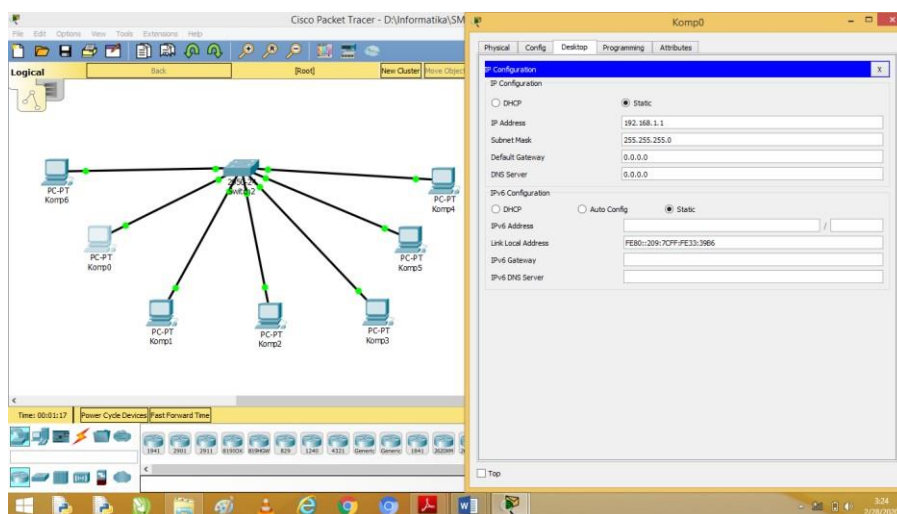 Cisco Packet Tracer - D:\Informatika\SM
File Edit Options View Tools Extensions Help
Logical Back [Root] New Cluster Move Object
PC-PT
Komp6
Switch2
PC-PT
Komp4
PC-PT
Komp0
PC-PT
Komp5
PC-PT
Komp1
PC-PT
Komp2
PC-PT
Komp3
Time: 00:01:17 Power Cycle Devices Fast Forward Time
1941 2901 2911 819IOX 819HGW 829 1240 4321 Generic Generic 1841 2620XM
Komp0
Physical Config Desktop Programming Attributes
IP Configuration X
IP Configuration
DHCP Static
IP Address 192.168.1.1
Subnet Mask 255.255.255.0
Default Gateway 0.0.0.0
DNS Server 0.0.0.0
IPv6 Configuration
DHCP Auto Config Static
IPv6 Address /
Link Local Address FE80::209:7CFF:FE33:39B6
IPv6 Gateway
IPv6 DNS Server
Top
3:24